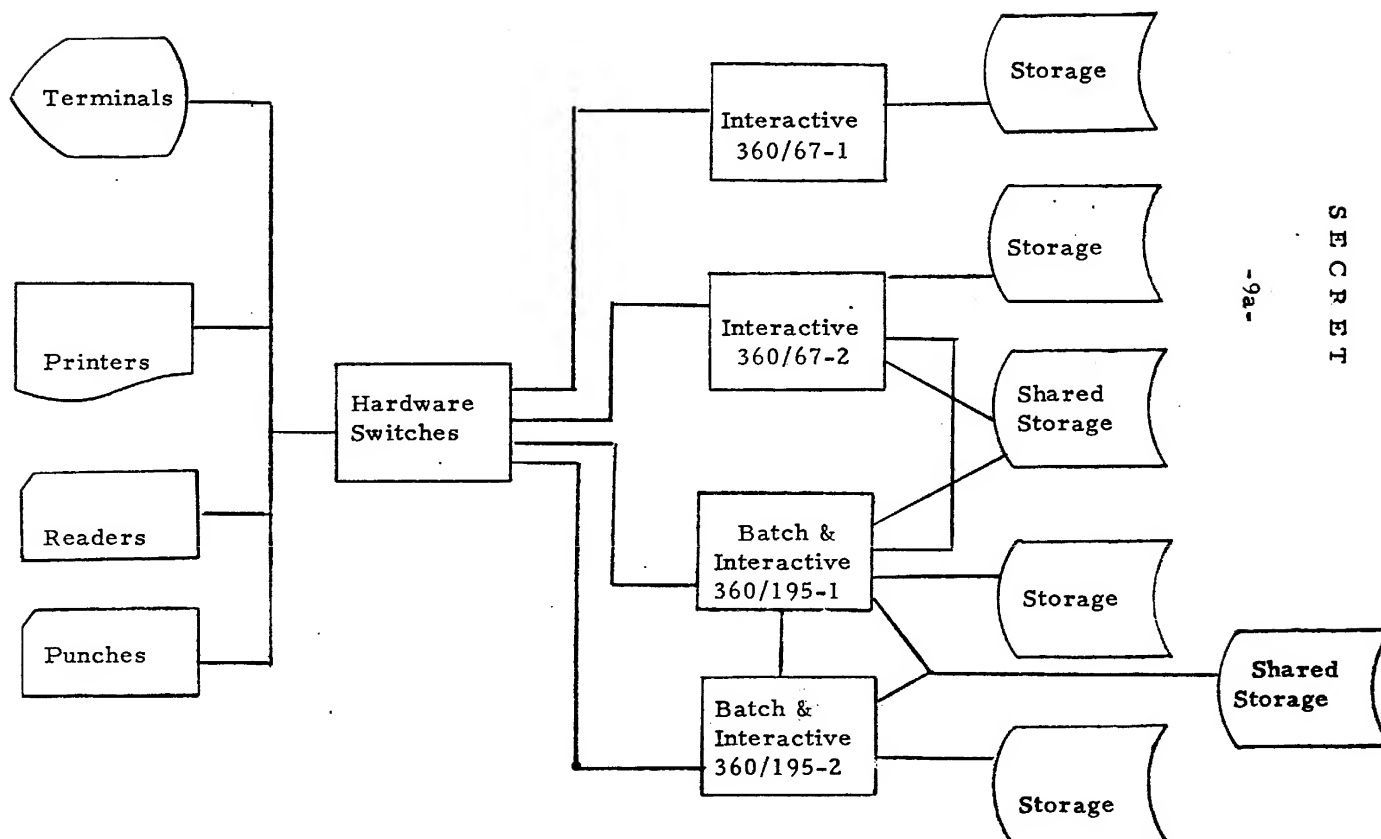 Terminals
Printers
Readers
Punches
Hardware
Switches
Interactive
360/67-1
Interactive
360/67-2
Batch &
Interactive
360/195-1
Batch &
Interactive
360/195-2
Storage
Storage
Shared
Storage
Storage
Shared
Storage
Storage
SECRET
-9a-